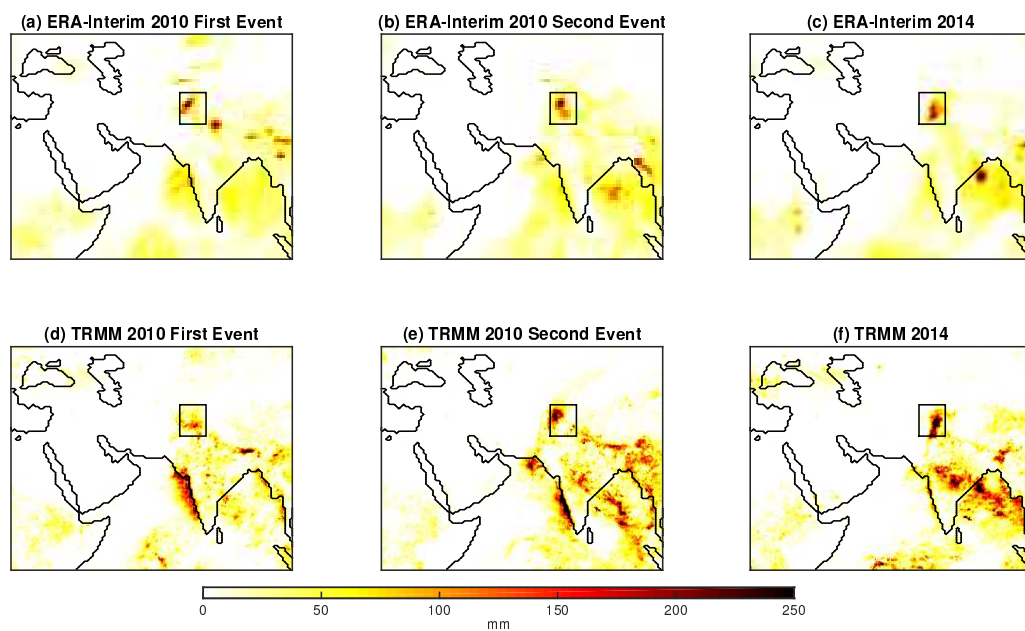 (a) ERA-Interim 2010 First Event
(b) ERA-Interim 2010 Second Event
(c) ERA-Interim 2014
(d) TRMM 2010 First Event
(e) TRMM 2010 Second Event
(f) TRMM 2014
0 50 100 150 200 250
mm